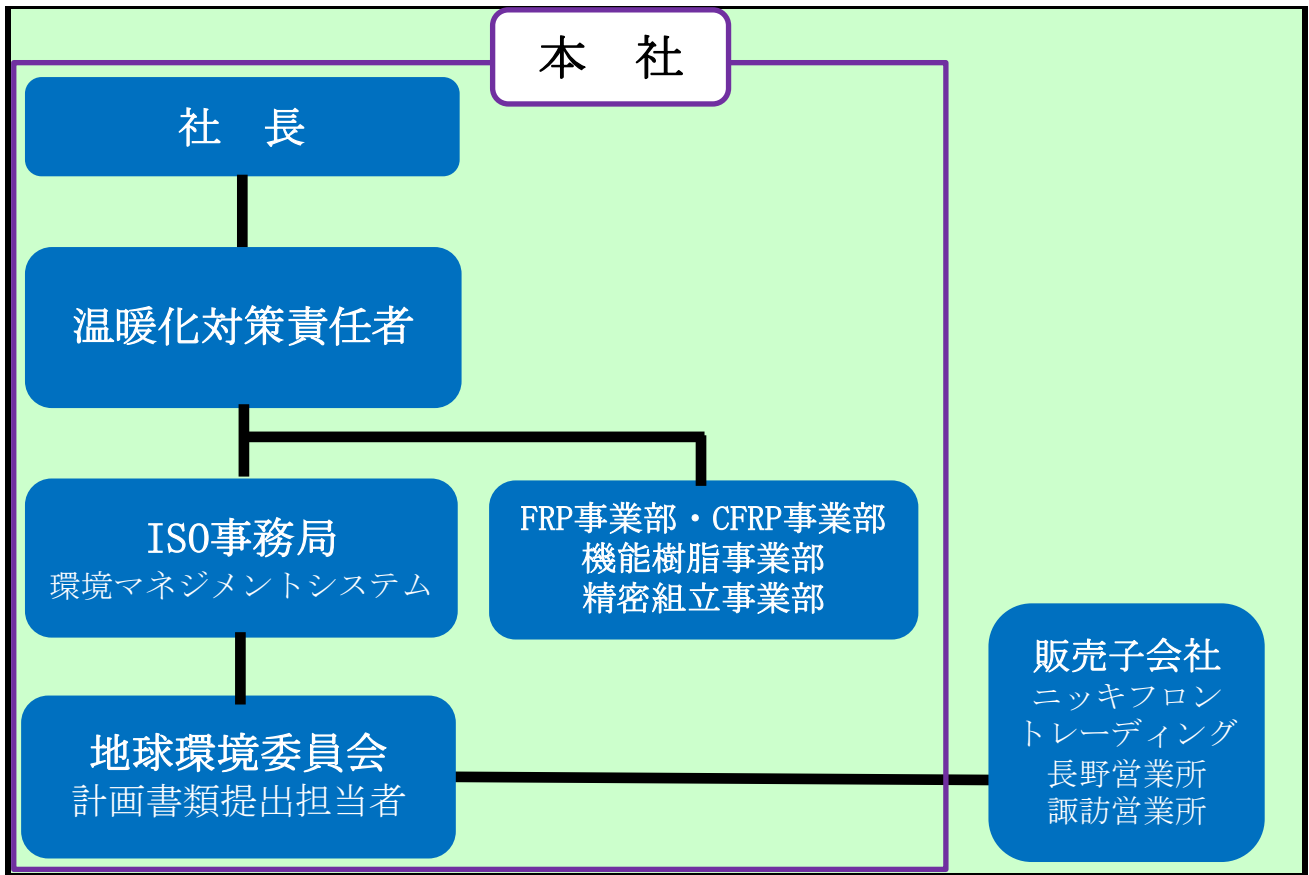 本　社
社　長
温暖化対策責任者
ISO事務局
環境マネジメントシステム
FRP事業部・CFRP事業部
機能樹脂事業部
精密組立事業部
地球環境委員会
計画書類提出担当者
販売子会社
ニッキフロン
トレーディング
長野営業所
諏訪営業所